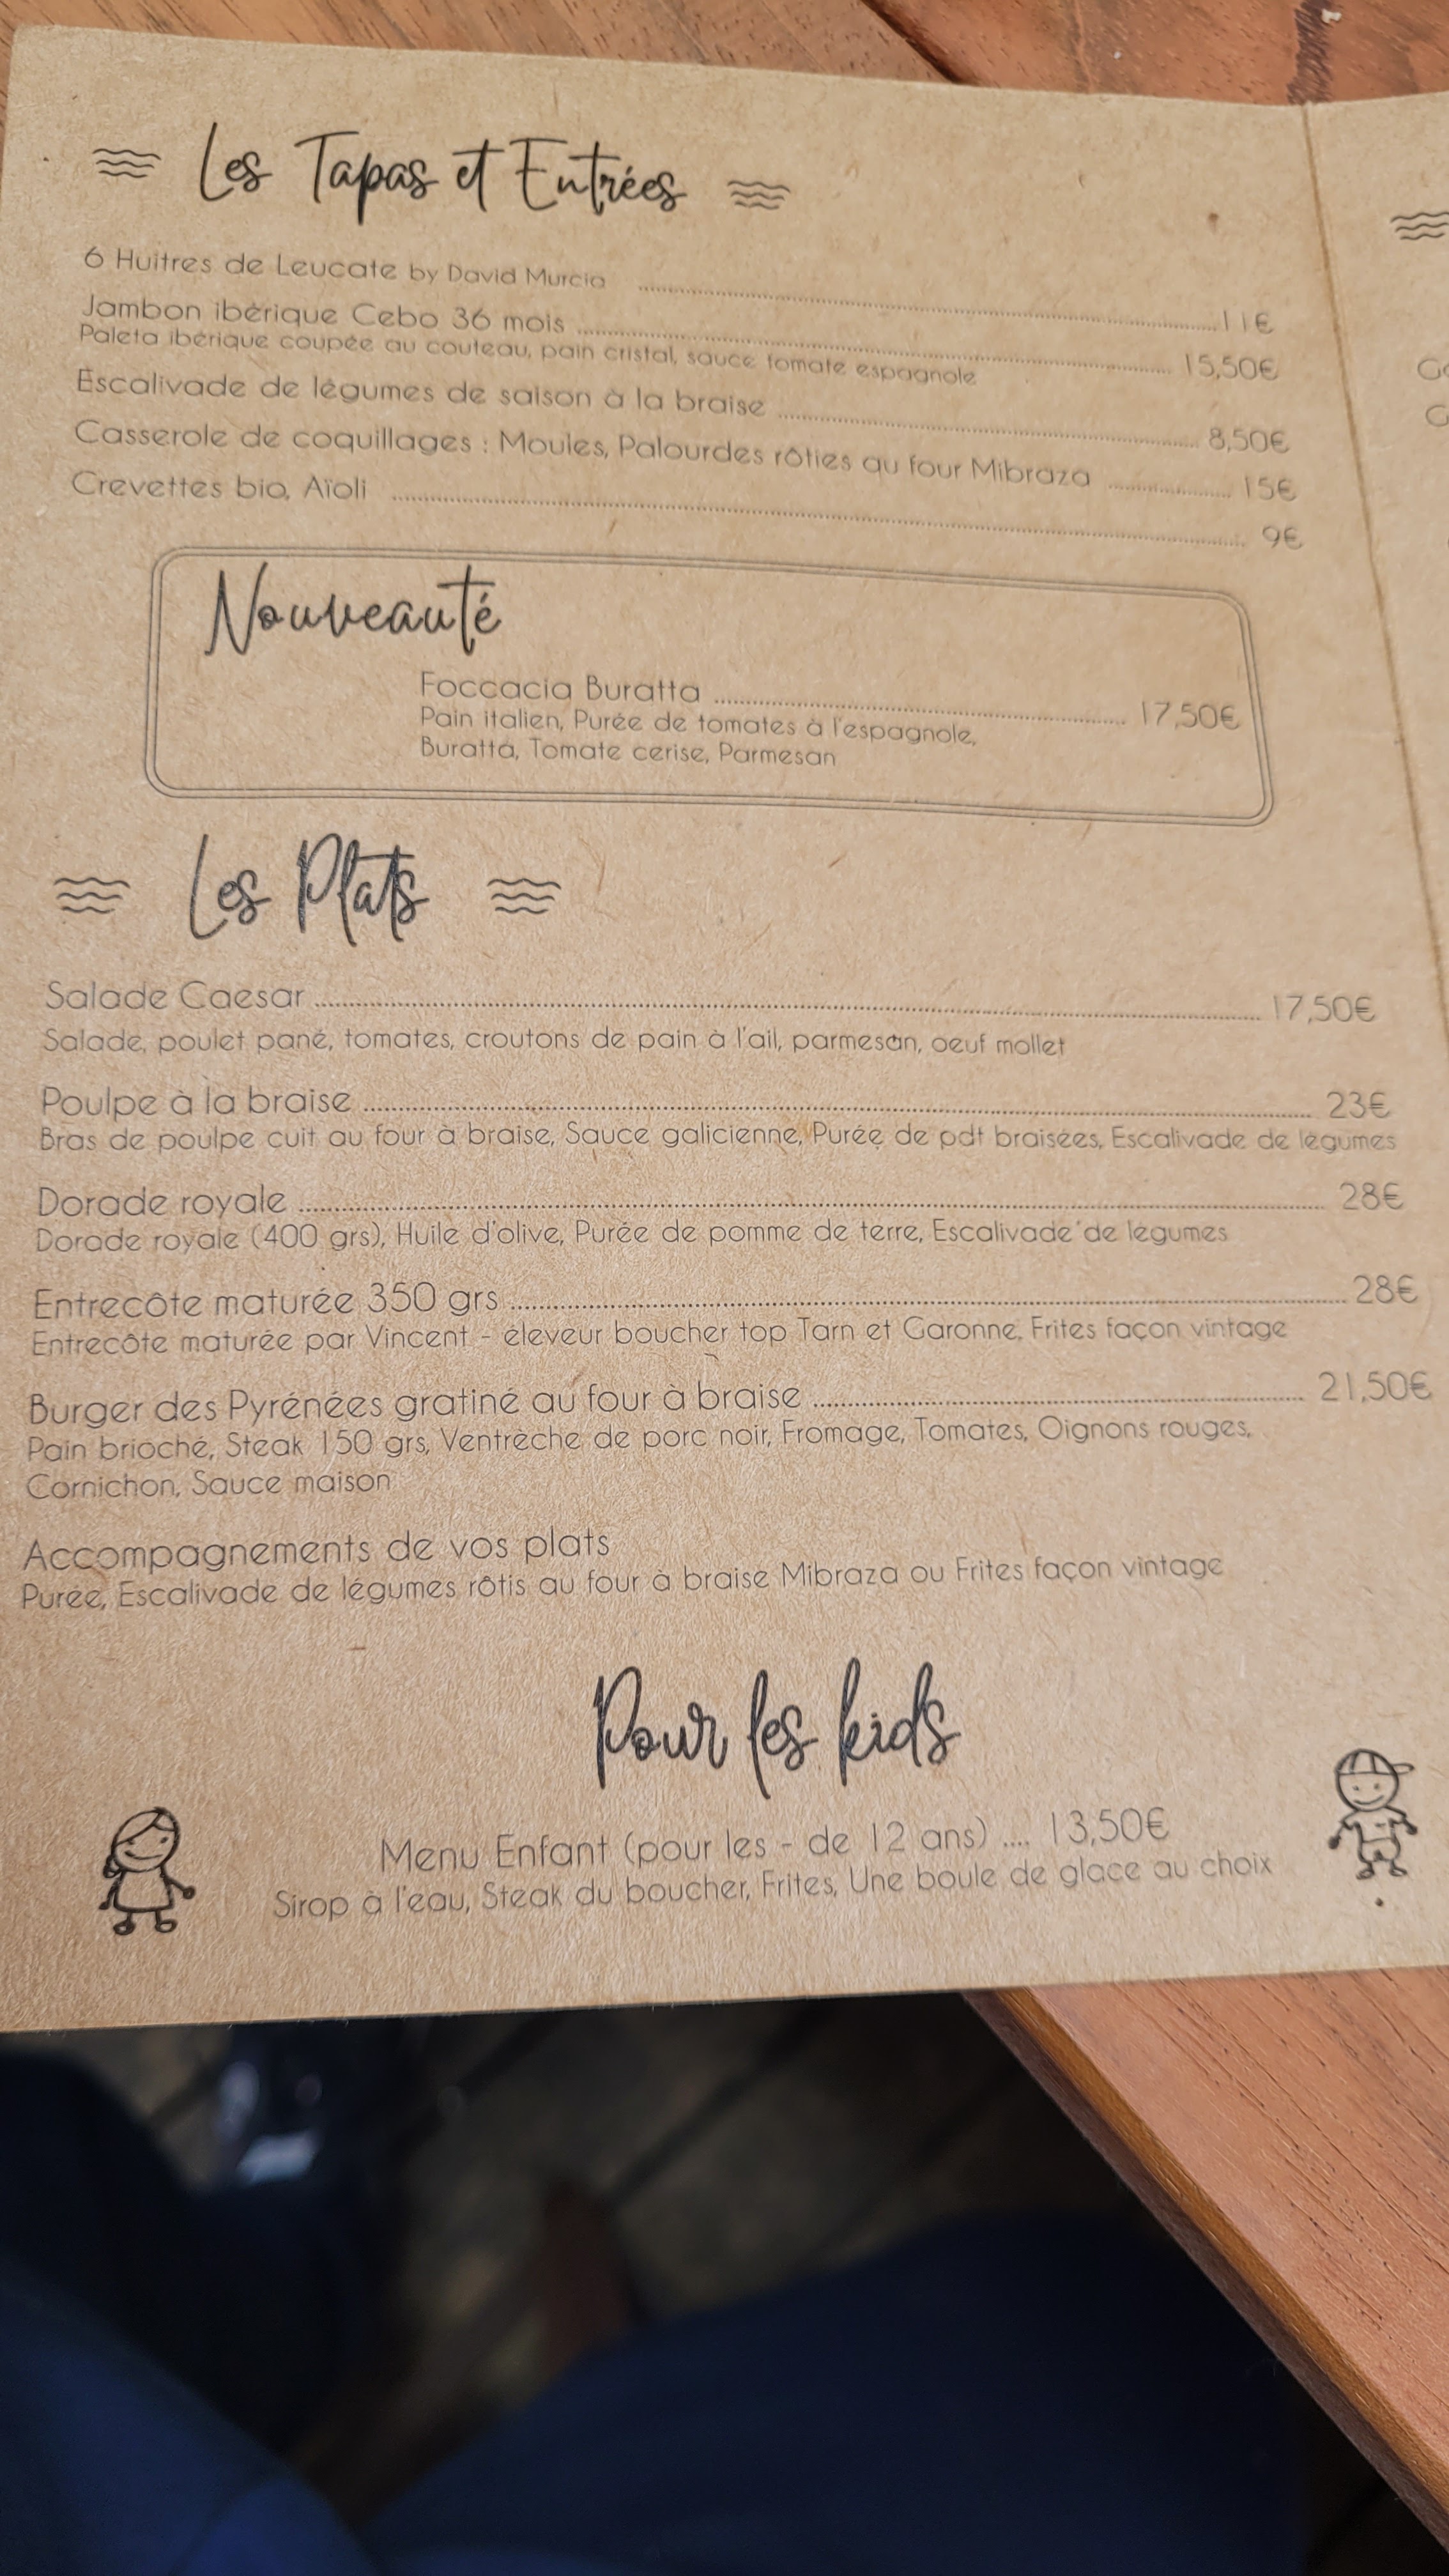 Les Tapas et Entrées
6 Huîtres de Leucate by David Murcia 11€
Jambon ibérique Cebo 36 mois 15,50€
Paleta ibérique coupée au couteau, pain cristal, sauce tomate espagnole
Escalivade de légumes de saison à la braise 8,50€
Casserole de coquillages : Moules, Palourdes rôties au four Mibraza 15€
Crevettes bio, Aïoli 9€
Nouveauté
Foccacia Buratta 17,50€
Pain italien, Purée de tomates à l'espagnole,
Buratta, Tomate cerise, Parmesan
Les Plats
Salade Caesar 17,50€
Salade, poulet pané, tomates, croutons de pain à l'ail, parmesan, oeuf mollet
Poulpe à la braise 23€
Bras de poulpe cuit au four à braise, Sauce galicienne, Purée de pdt braisées, Escalivade de légumes
Dorade royale 28€
Dorade royale (400 grs), Huile d'olive, Purée de pomme de terre, Escalivade de légumes
Entrecôte maturée 350 grs 28€
Entrecôte maturée par Vincent - éleveur boucher top Tarn et Garonne, Frites façon vintage
Burger des Pyrénées gratiné au four à braise 21,50€
Pain brioché, Steak 150 grs, Ventrèche de porc noir, Fromage, Tomates, Oignons rouges,
Cornichon, Sauce maison
Accompagnements de vos plats
Purée, Escalivade de légumes rôtis au four à braise Mibraza ou Frites façon vintage
Pour les kids
Menu Enfant (pour les - de 12 ans) .... 13,50€
Sirop à l'eau, Steak du boucher, Frites, Une boule de glace au choix